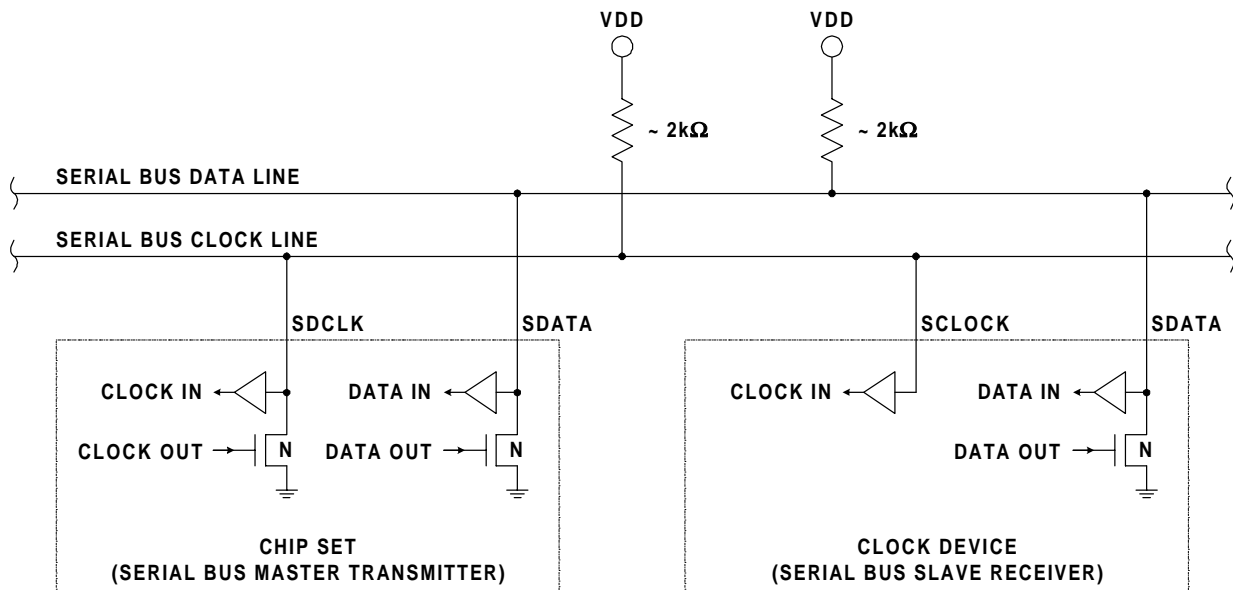 VDD
VDD
~ 2kΩ
~ 2kΩ
SERIAL BUS DATA LINE
SERIAL BUS CLOCK LINE
SDCLK
SDATA
SCLOCK
SDATA
CLOCK IN
DATA IN
CLOCK IN
DATA IN
CLOCK OUT
N
DATA OUT
N
DATA OUT
N
CHIP SET
(SERIAL BUS MASTER TRANSMITTER)
CLOCK DEVICE
(SERIAL BUS SLAVE RECEIVER)